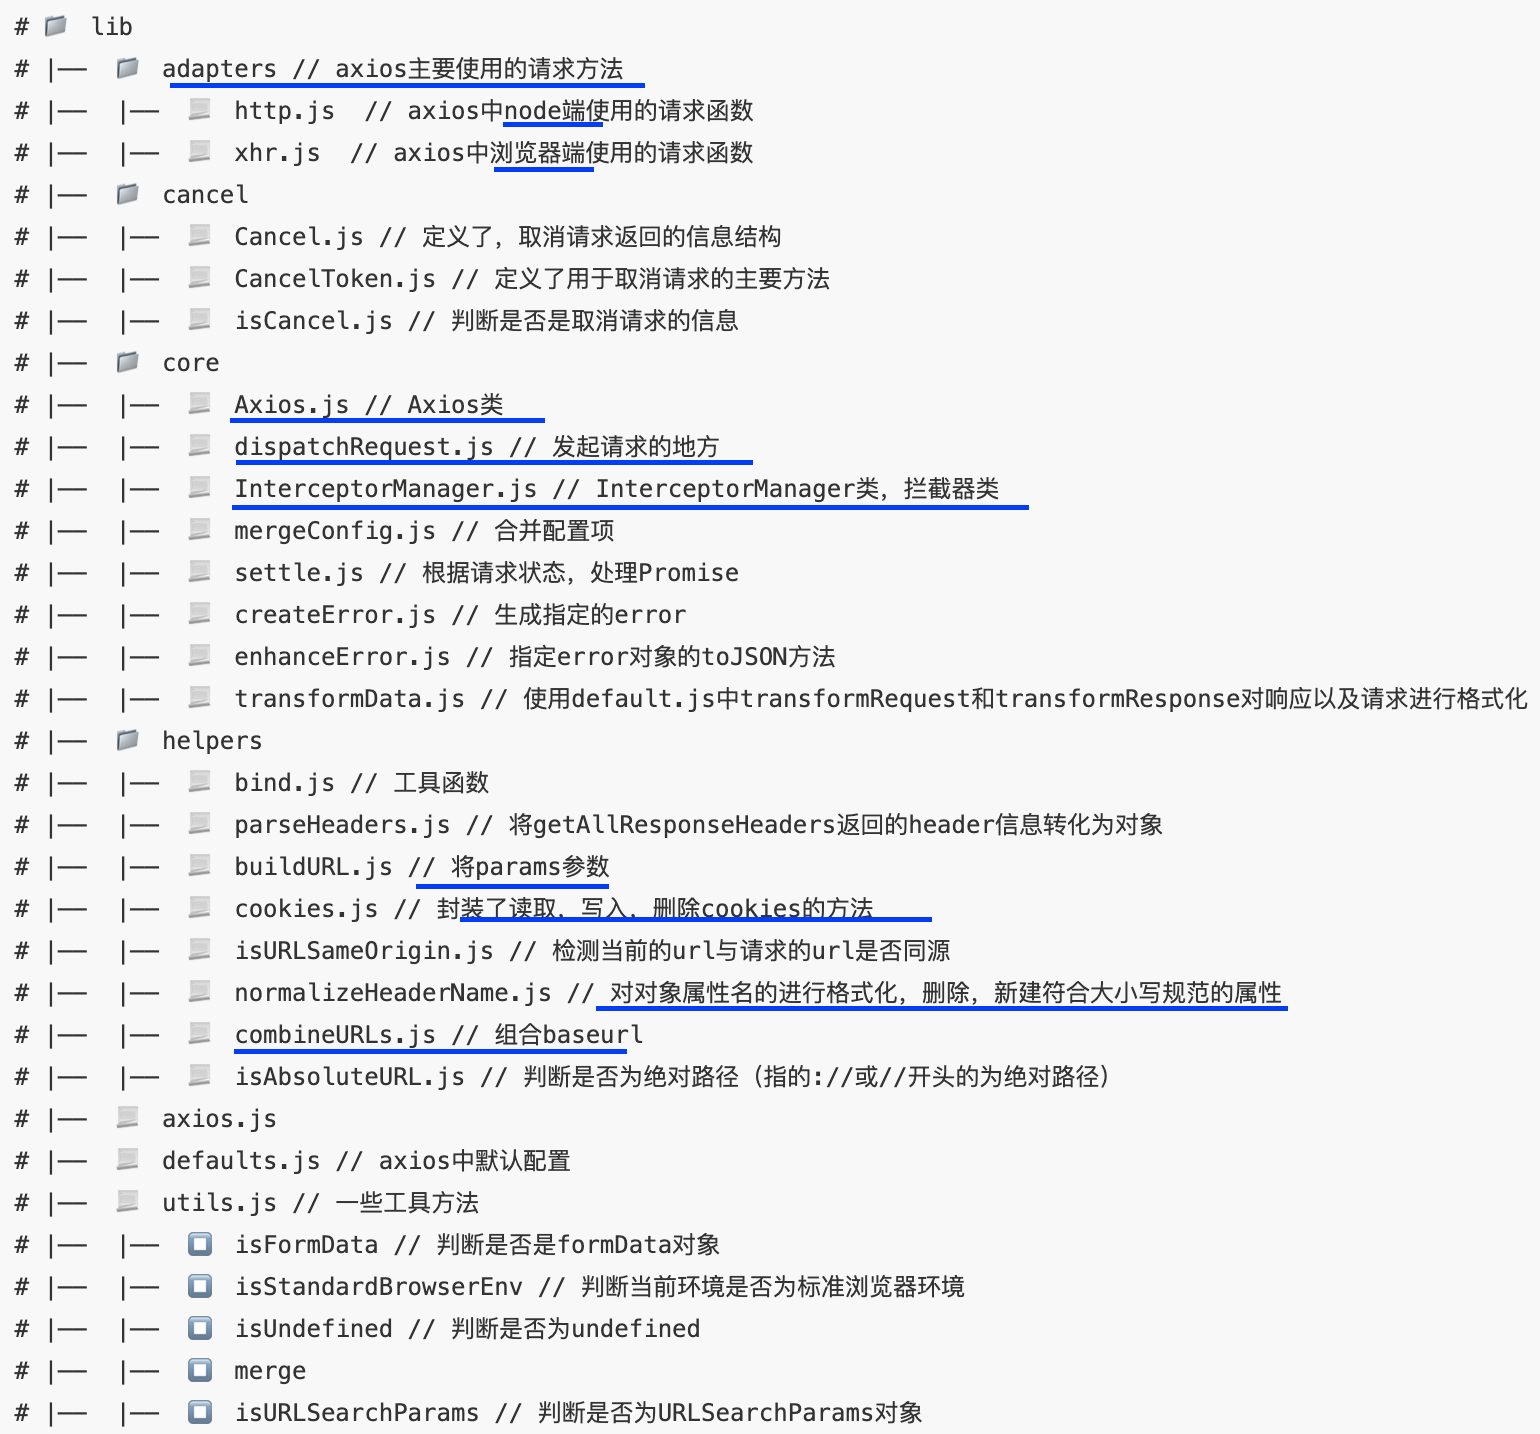 # 📁 lib
# |—— 📁 adapters // axios主要使用的请求方法
# |—— |—— 📃 http.js // axios中node端使用的请求函数
# |—— |—— 📃 xhr.js // axios中浏览器端使用的请求函数
# |—— 📁 cancel
# |—— |—— 📃 Cancel.js // 定义了，取消请求返回的信息结构
# |—— |—— 📃 CancelToken.js // 定义了用于取消请求的主要方法
# |—— |—— 📃 isCancel.js // 判断是否是取消请求的信息
# |—— 📁 core
# |—— |—— 📃 Axios.js // Axios类
# |—— |—— 📃 dispatchRequest.js // 发起请求的地方
# |—— |—— 📃 InterceptorManager.js // InterceptorManager类，拦截器类
# |—— |—— 📃 mergeConfig.js // 合并配置项
# |—— |—— 📃 settle.js // 根据请求状态，处理Promise
# |—— |—— 📃 createError.js // 生成指定的error
# |—— |—— 📃 enhanceError.js // 指定error对象的toJSON方法
# |—— |—— 📃 transformData.js // 使用default.js中transformRequest和transformResponse对响应以及请求进行格式化
# |—— 📁 helpers
# |—— |—— 📃 bind.js // 工具函数
# |—— |—— 📃 parseHeaders.js // 将getAllResponseHeaders返回的header信息转化为对象
# |—— |—— 📃 buildURL.js // 将params参数
# |—— |—— 📃 cookies.js // 封装了读取，写入，删除cookies的方法
# |—— |—— 📃 isURLSameOrigin.js // 检测当前的url与请求的url是否同源
# |—— |—— 📃 normalizeHeaderName.js // 对对象属性名的进行格式化，删除，新建符合大小写规范的属性
# |—— |—— 📃 combineURLs.js // 组合baseurl
# |—— |—— 📃 isAbsoluteURL.js // 判断是否为绝对路径（指的://或//开头的为绝对路径）
# |—— 📃 axios.js
# |—— 📃 defaults.js // axios中默认配置
# |—— 📃 utils.js // 一些工具方法
# |—— |—— ⏹ isFormData // 判断是否是formData对象
# |—— |—— ⏹ isStandardBrowserEnv // 判断当前环境是否为标准浏览器环境
# |—— |—— ⏹ isUndefined // 判断是否为undefined
# |—— |—— ⏹ merge
# |—— |—— ⏹ isURLSearchParams // 判断是否为URLSearchParams对象